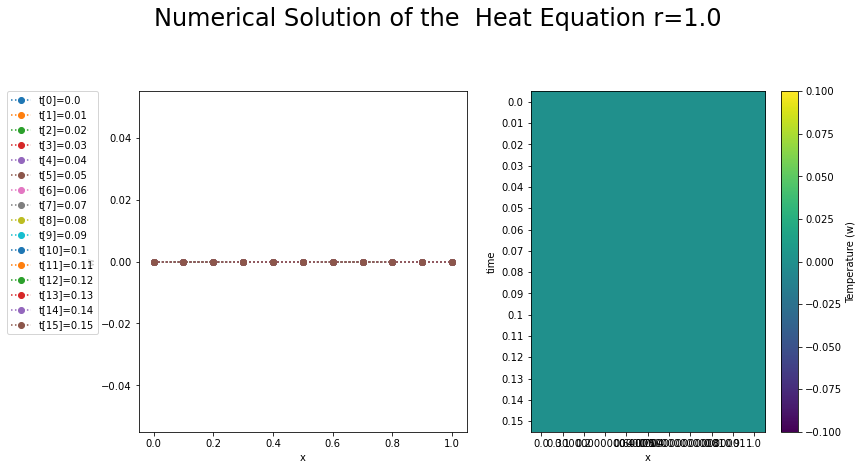 Numerical Solution of the  Heat Equation r=1.0
t[0]=0.0
t[1]=0.01
t[2]=0.02
t[3]=0.03
t[4]=0.04
t[5]=0.05
t[6]=0.06
t[7]=0.07
t[8]=0.08
t[9]=0.09
t[10]=0.1
t[11]=0.11
t[12]=0.12
t[13]=0.13
t[14]=0.14
t[15]=0.15
0.04
0.02
0.00
−0.02
−0.04
0.0
0.2
0.4
0.6
0.8
1.0
x
time
0.0
0.01
0.02
0.03
0.04
0.05
0.06
0.07
0.08
0.09
0.1
0.11
0.12
0.13
0.14
0.15
0.0
1.0
x
0.100
0.075
0.050
0.025
0.000
−0.025
−0.050
−0.075
−0.100
Temperature (w)